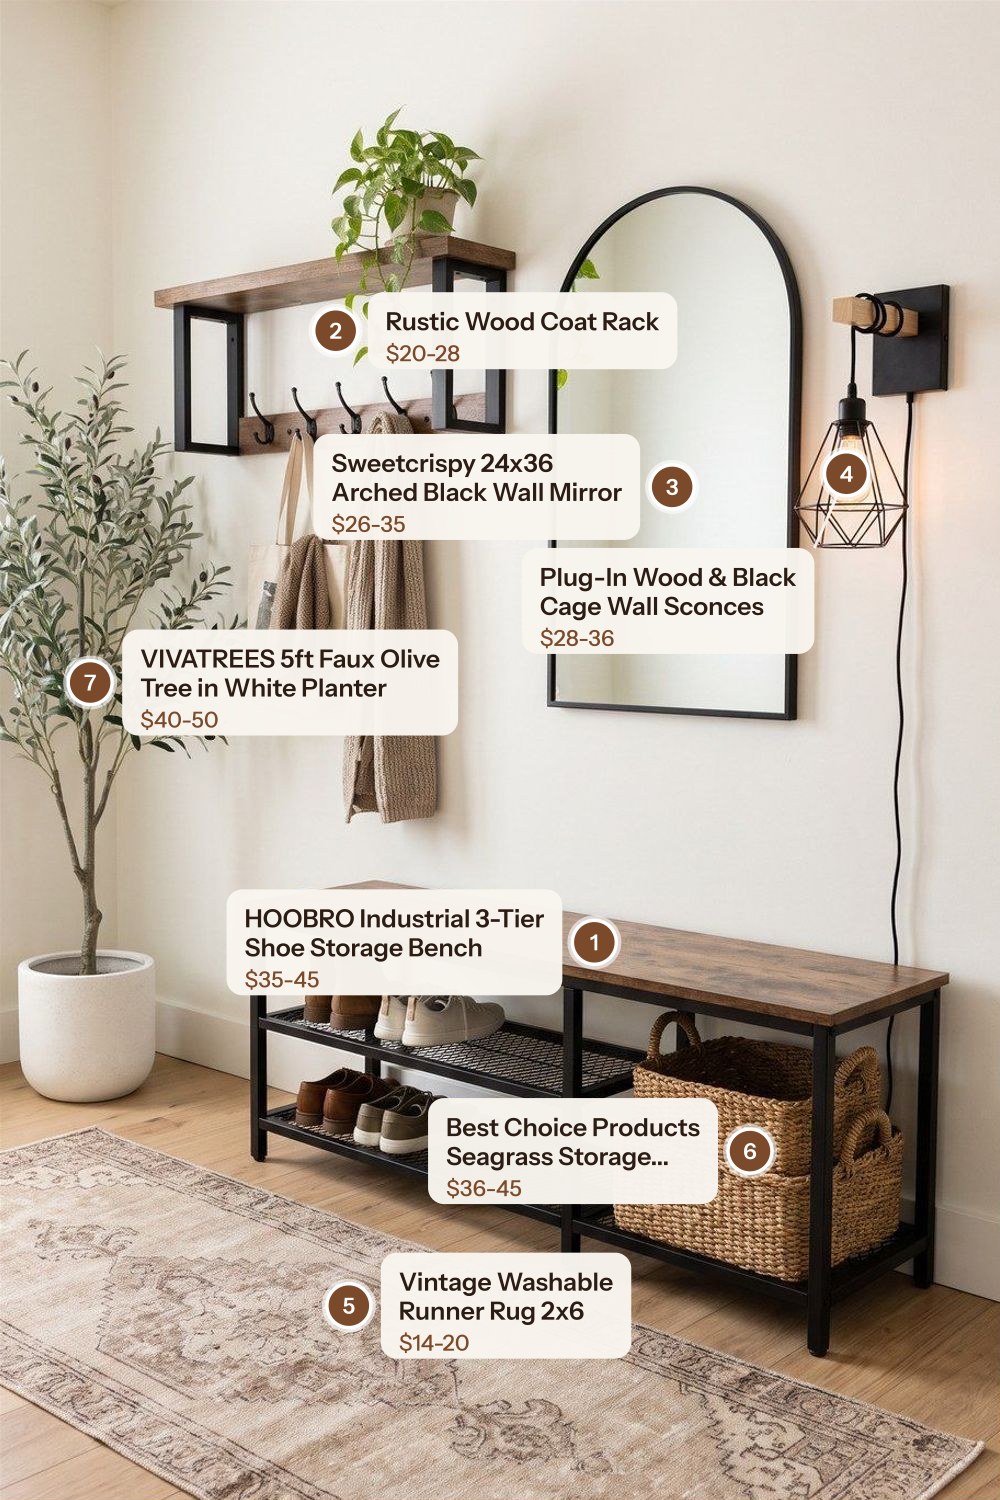 2
Rustic Wood Coat Rack
$20-28
Sweetcrispy 24x36
Arched Black Wall Mirror
$26-35
3
4
Plug-In Wood & Black
Cage Wall Sconces
$28-36
7
VIVATREES 5ft Faux Olive
Tree in White Planter
$40-50
HOOBRO Industrial 3-Tier
Shoe Storage Bench
$35-45
1
Best Choice Products
Seagrass Storage...
$36-45
6
5
Vintage Washable
Runner Rug 2x6
$14-20